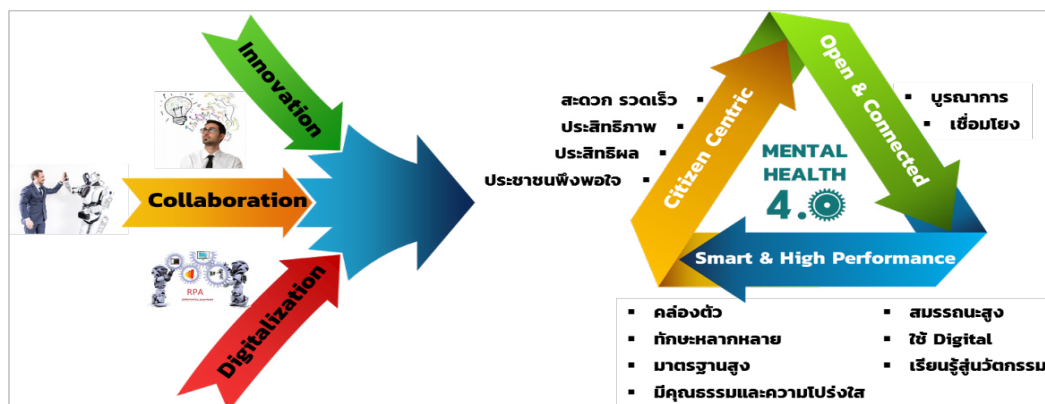 Innovation
Collaboration
Digitalization
RPA
สะดวก รวดเร็ว
ประสิทธิภาพ
ประสิทธิผล
ประชาชนพึงพอใจ
Citizen Centric
Open & Connected
▪ บูรณาการ
▪ เชื่อมโยง
MENTAL
HEALTH
4.0
Smart & High Performance
▪ คล่องตัว
▪ ทักษะหลากหลาย
▪ มาตรฐานสูง
▪ มีคุณธรรมและความโปร่งใส
▪ สมรรถนะสูง
▪ ใช้ Digital
▪ เรียนรู้สู่นวัตกรรม